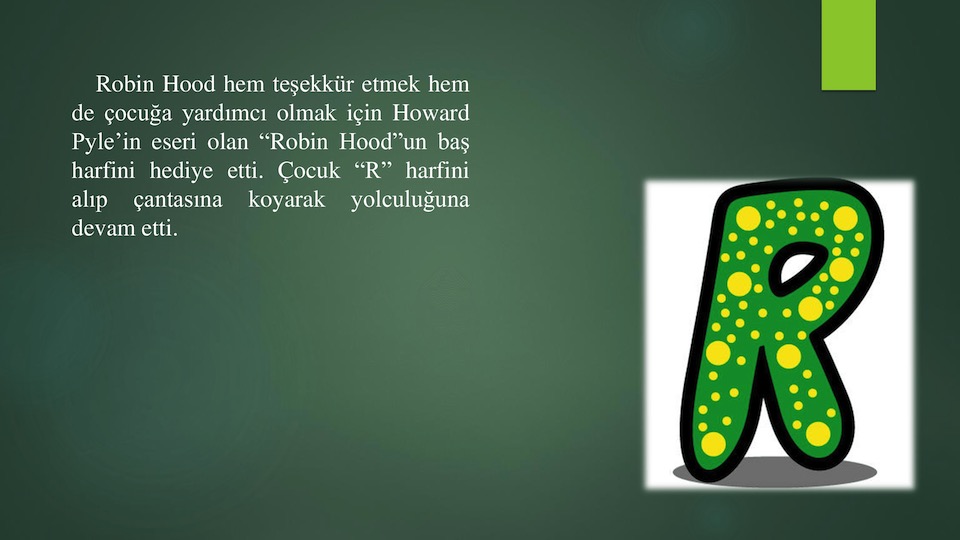 Robin Hood hem teşekkür etmek hem
de çocuğa yardımcı olmak için Howard
Pyle’in eseri olan “Robin Hood”un baş
harfini hediye etti. Çocuk “R” harfini
alıp çantasına koyarak yolculuğuna
devam etti.
R